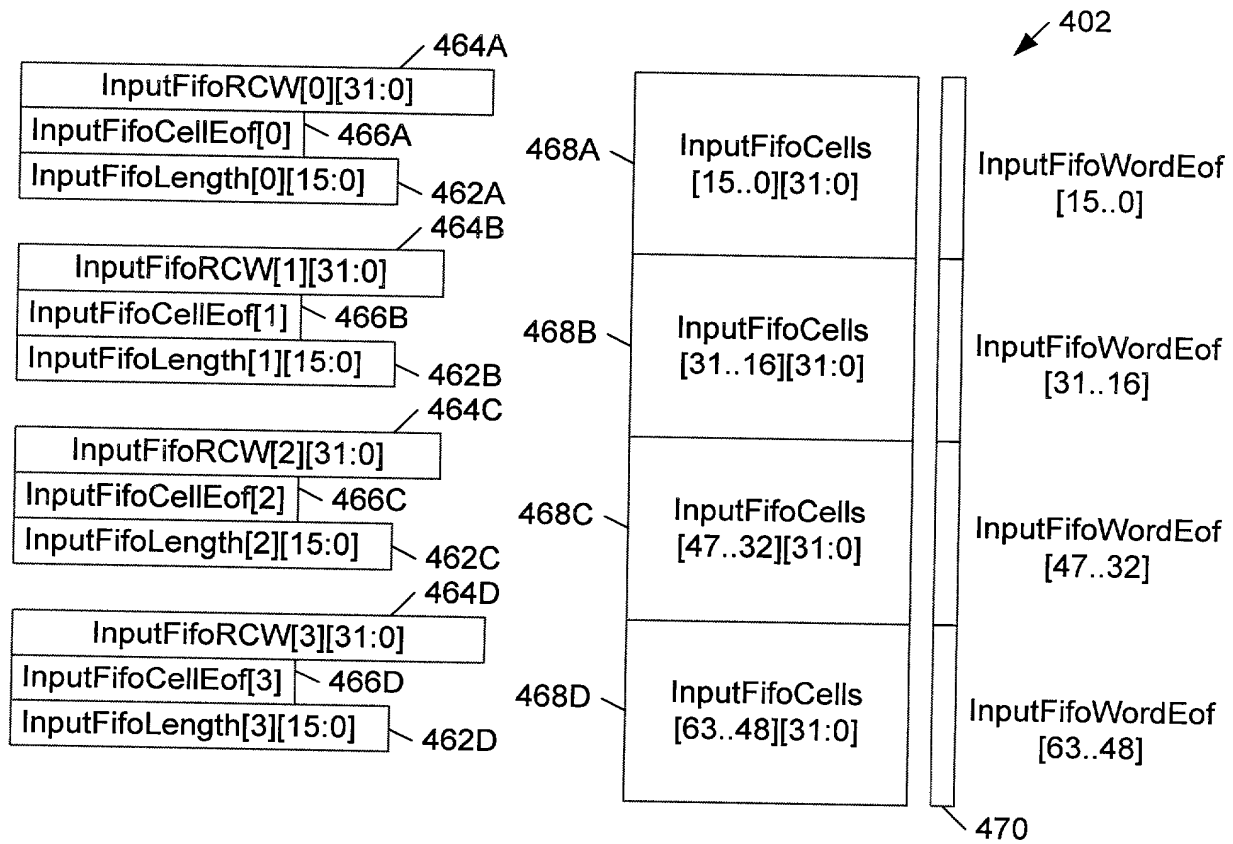 402
464A
InputFifoRCW[0][31:0]
InputFifoCellEof[0]
466A
InputFifoLength[0][15:0]
462A
464B
InputFifoRCW[1][31:0]
InputFifoCellEof[1]
466B
InputFifoLength[1][15:0]
462B
464C
InputFifoRCW[2][31:0]
InputFifoCellEof[2]
466C
InputFifoLength[2][15:0]
462C
464D
InputFifoRCW[3][31:0]
InputFifoCellEof[3]
466D
InputFifoLength[3][15:0]
462D
468A
InputFifoCells
[15..0][31:0]
InputFifoWordEof
[15..0]
468B
InputFifoCells
[31..16][31:0]
InputFifoWordEof
[31..16]
468C
InputFifoCells
[47..32][31:0]
InputFifoWordEof
[47..32]
468D
InputFifoCells
[63..48][31:0]
InputFifoWordEof
[63..48]
470